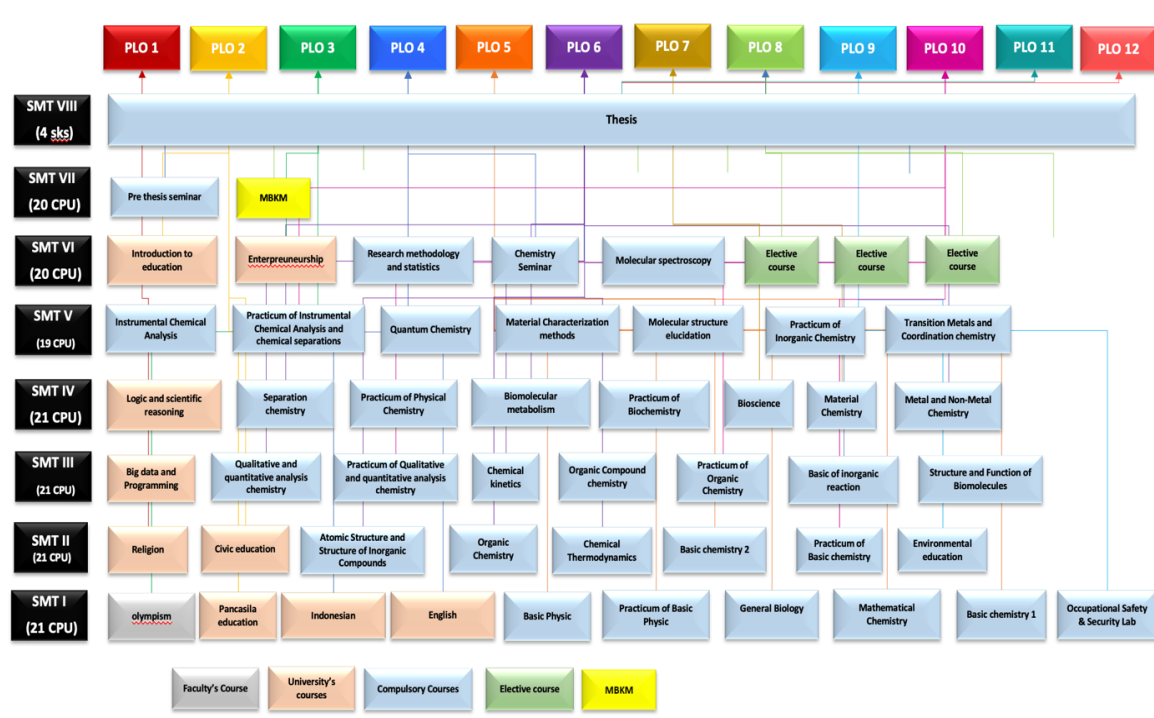 PLO 1
PLO 2
PLO 3
PLO 4
PLO 5
PLO 6
PLO 7
PLO 8
PLO 9
PLO 10
PLO 11
PLO 12
SMT VIII
(4 sks)
Thesis
SMT VII
(20 CPU)
Pre thesis seminar
MBKM
SMT VI
(20 CPU)
Introduction to
education
Enterpreuneurship
Research methodology
and statistics
Chemistry
Seminar
Molecular spectroscopy
Elective
course
Elective
course
Elective
course
SMT V
(19 CPU)
Instrumental Chemical
Analysis
Practicum of Instrumental
Chemical Analysis and
chemical separations
Quantum Chemistry
Material Characterization
methods
Molecular structure
elucidation
Practicum of
Inorganic Chemistry
Transition Metals and
Coordination chemistry
SMT IV
(21 CPU)
Logic and scientific
reasoning
Separation
chemistry
Practicum of Physical
Chemistry
Biomolecular
metabolism
Practicum of
Biochemistry
Bioscience
Material
Chemistry
Metal and Non-Metal
Chemistry
SMT III
(21 CPU)
Big data and
Programming
Qualitative and
quantitative analysis
chemistry
Practicum of Qualitative
and quantitative analysis
chemistry
Chemical
kinetics
Organic Compound
chemistry
Practicum of
Organic
Chemistry
Basic of inorganic
reaction
Structure and Function of
Biomolecules
SMT II
(21 CPU)
Religion
Civic education
Atomic Structure and
Structure of Inorganic
Compounds
Organic
Chemistry
Chemical
Thermodynamics
Basic chemistry 2
Practicum of
Basic chemistry
Environmental
education
SMT I
(21 CPU)
olympism
Pancasila
education
Indonesian
English
Basic Physic
Practicum of Basic
Physic
General Biology
Mathematical
Chemistry
Basic chemistry 1
Occupational Safety
& Security Lab
Faculty's Course
University's
courses
Compulsory Courses
Elective course
MBKM